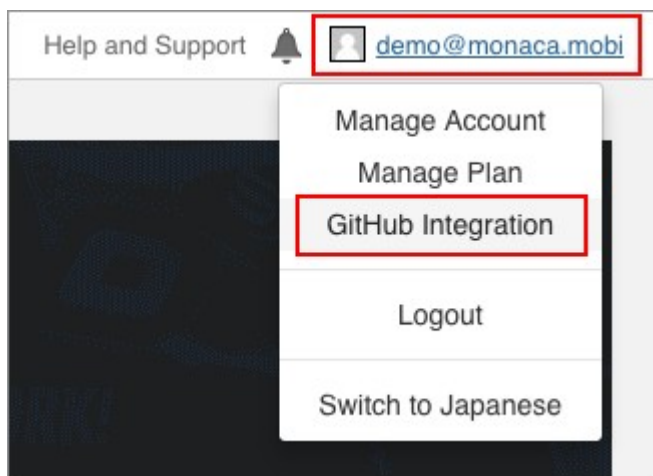 Help and Support demo@monaca.mobi
Manage Account
Manage Plan
GitHub Integration
Logout
Switch to Japanese